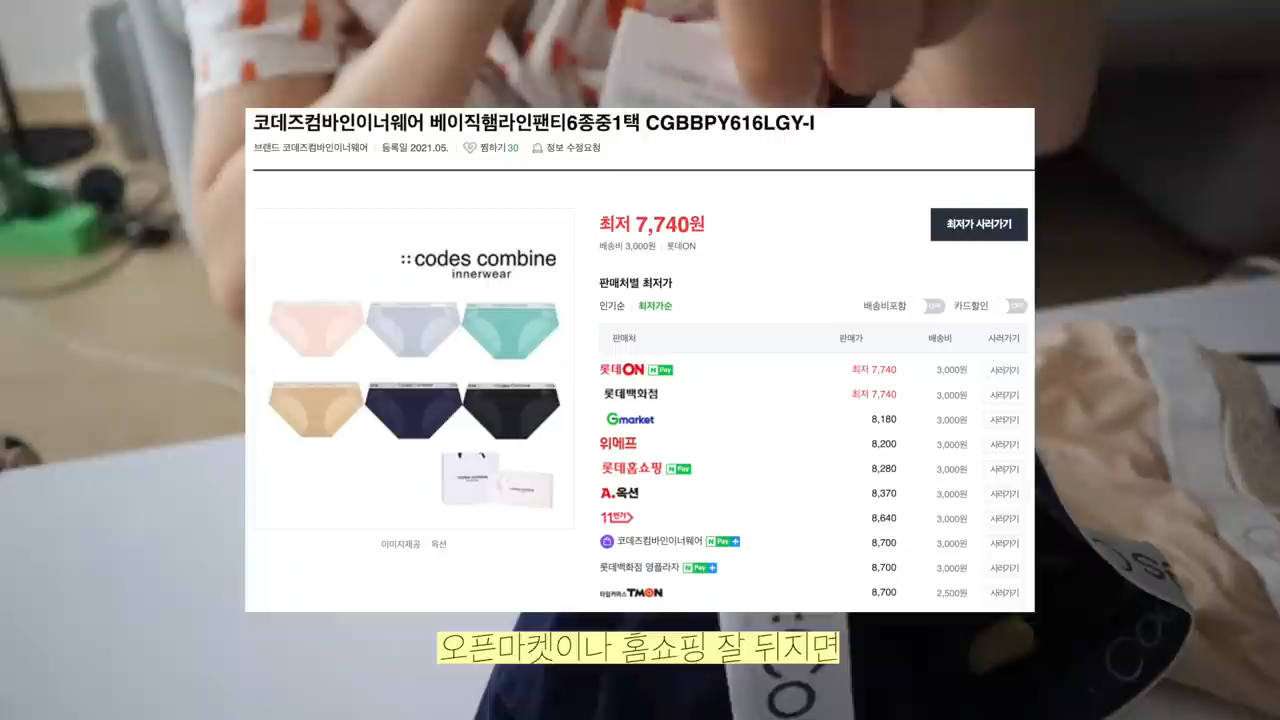 코데즈컴바인이너웨어 베이직햄라인팬티6종중1택 CGBBPY616LGY-I
브랜드 코데즈컴바인이너웨어 등록일 2021.05. 찜하기 30 정보 수정요청
codes combine
innerwear
이미지제공 옥션
최저 7,740원
최저가 사러가기
배송비 3,000원 롯데ON
판매처별 최저가
인기순 최저가순 배송비포함 OFF 카드할인 OFF
판매처 판매가 배송비 사러가기
롯데ON N Pay 최저 7,740 3,000원 사러가기
롯데백화점 최저 7,740 3,000원 사러가기
Gmarket 8,180 3,000원 사러가기
위메프 8,200 3,000원 사러가기
롯데홈쇼핑 N Pay 8,280 3,000원 사러가기
A.옥션 8,370 3,000원 사러가기
11번가 8,640 3,000원 사러가기
코데즈컴바인이너웨어 N Pay + 8,700 3,000원 사러가기
롯데백화점 영플라자 N Pay + 8,700 3,000원 사러가기
타임커머스 TMON 8,700 2,500원 사러가기
오픈마켓이나 홈쇼핑 잘 뒤지면